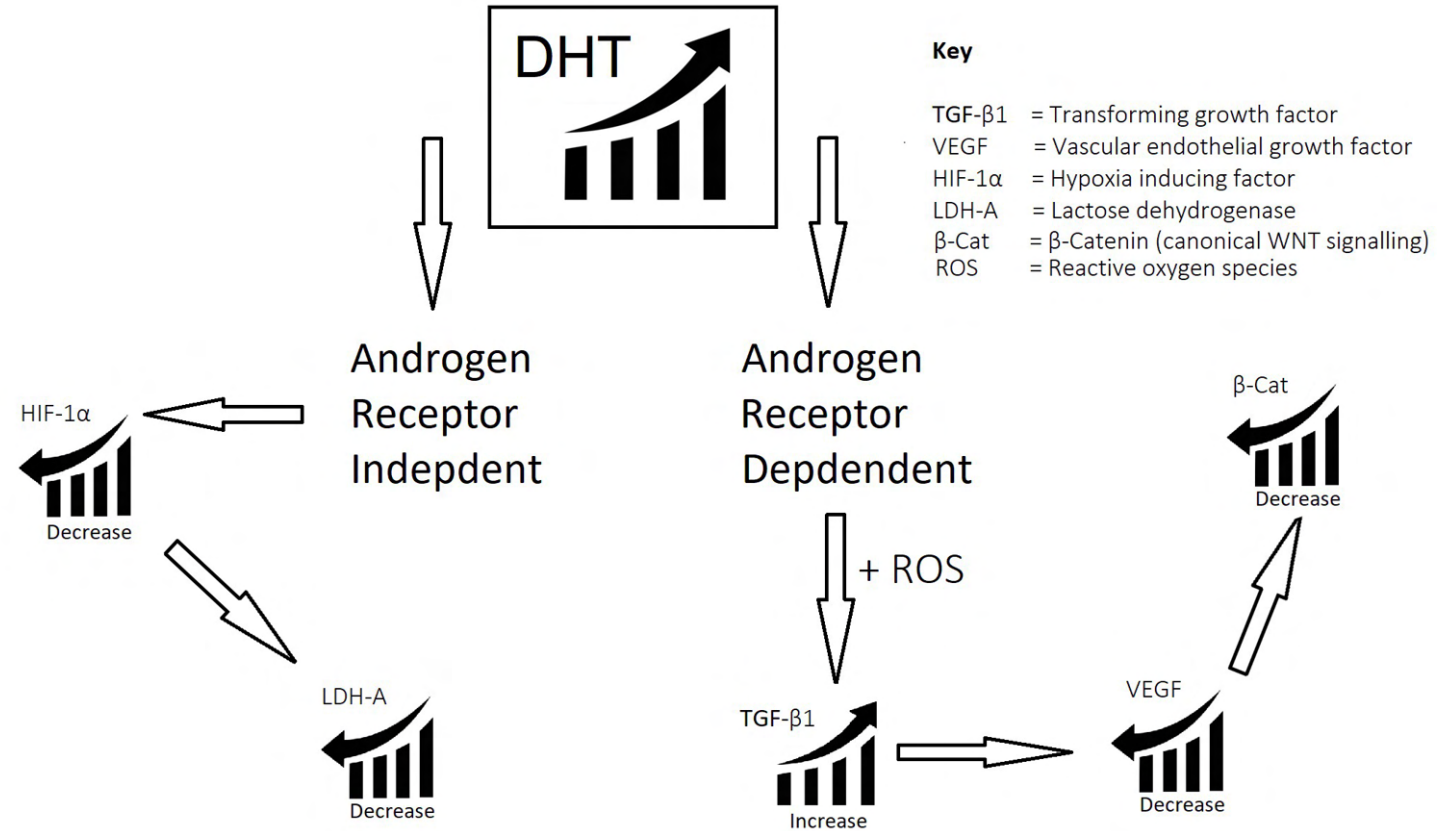 DHT
Key
TGF-β1 = Transforming growth factor
VEGF = Vascular endothelial growth factor
HIF-1α = Hypoxia inducing factor
LDH-A = Lactose dehydrogenase
β-Cat = β-Catenin (canonical WNT signalling)
ROS = Reactive oxygen species
Androgen
Receptor
Indepdent
Androgen
Receptor
Depdendent
HIF-1α
Decrease
β-Cat
Decrease
+ ROS
LDH-A
Decrease
TGF-β1
Increase
VEGF
Decrease